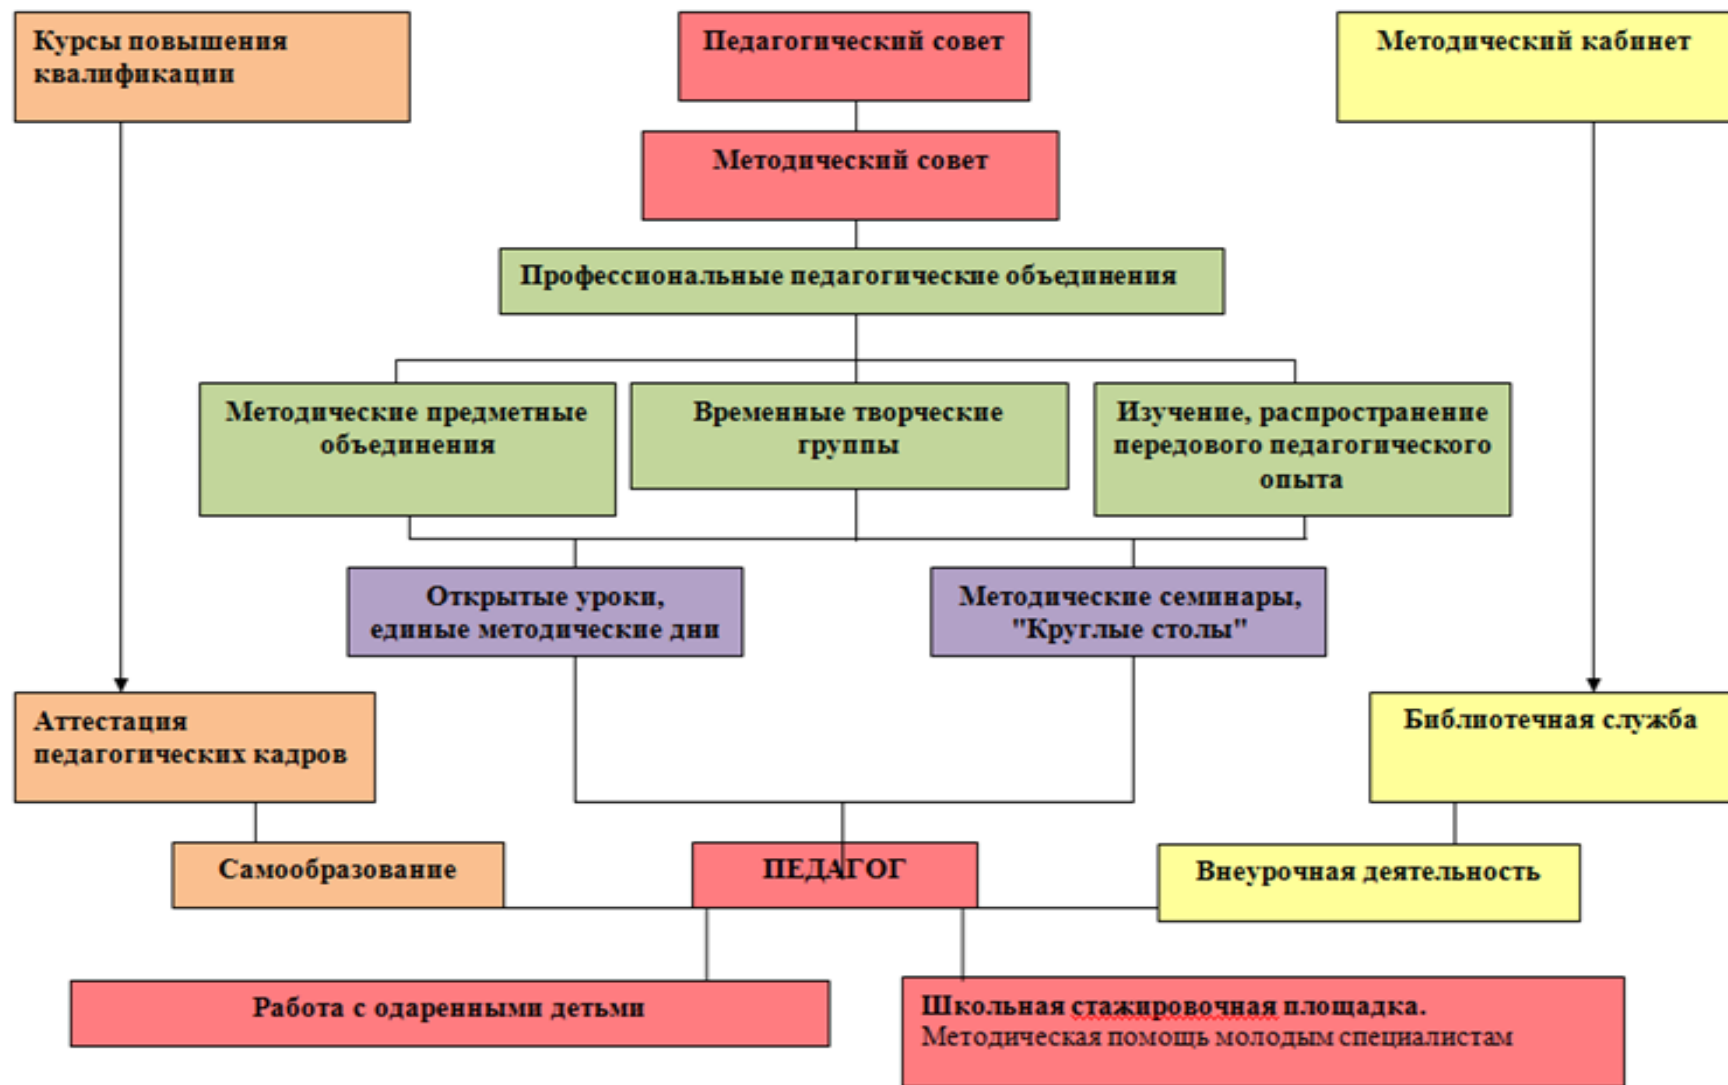 Курсы повышения
квалификации
Педагогический совет
Методический кабинет
Методический совет
Профессиональные педагогические объединения
Методические предметные
объединения
Временные творческие
группы
Изучение, распространение
передового педагогического
опыта
Открытые уроки,
единые методические дни
Методические семинары,
"Круглые столы"
Аттестация
педагогических кадров
Библиотечная служба
Самообразование
ПЕДАГОГ
Внеурочная деятельность
Работа с одаренными детьми
Школьная стажировочная площадка.
Методическая помощь молодым специалистам